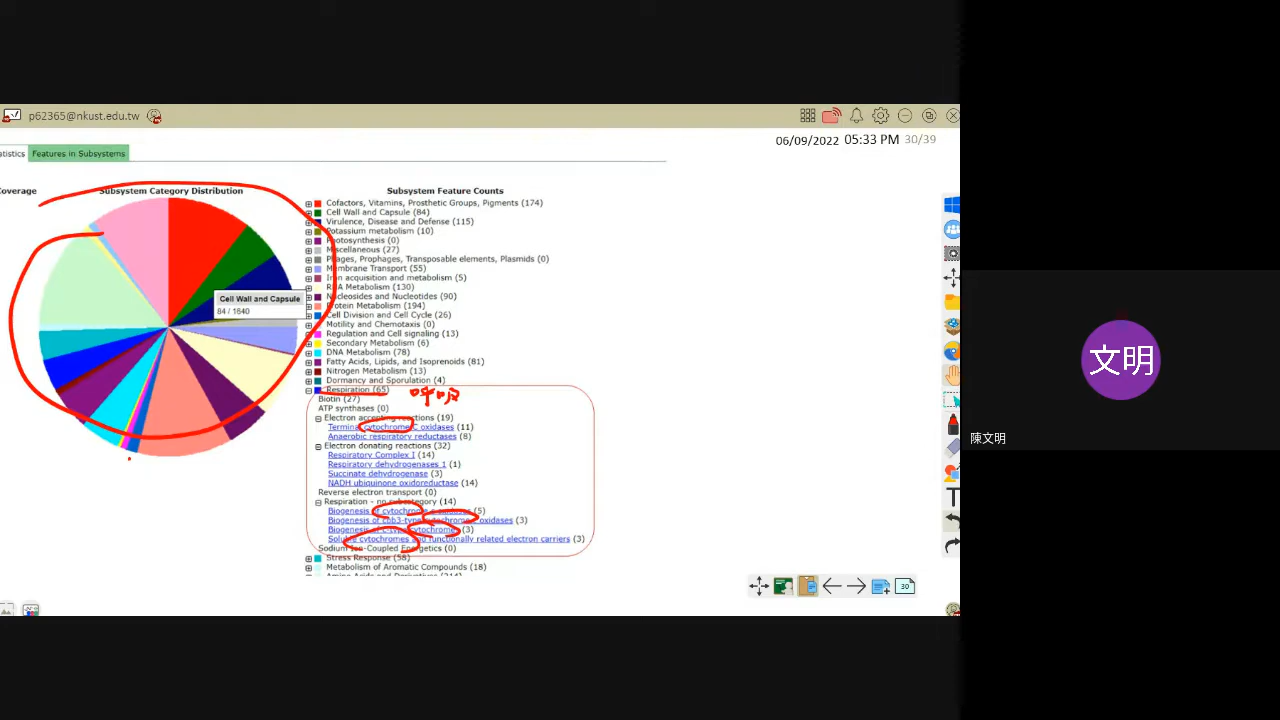 p62365@nkust.edu.tw
06/09/2022 05:33 PM 30/39
atistics Features in Subsystems
Coverage
Subsystem Category Distribution
Cell Wall and Capsule
84 / 1640
Subsystem Feature Counts
Cofactors, Vitamins, Prosthetic Groups, Pigments (174)
Cell Wall and Capsule (84)
Virulence, Disease and Defense (115)
Potassium metabolism (10)
Photosynthesis (0)
Miscellaneous (27)
Phages, Prophages, Transposable elements, Plasmids (0)
Membrane Transport (55)
Iron acquisition and metabolism (5)
RNA Metabolism (130)
Nucleosides and Nucleotides (90)
Protein Metabolism (194)
Cell Division and Cell Cycle (26)
Motility and Chemotaxis (0)
Regulation and Cell signaling (13)
Secondary Metabolism (6)
DNA Metabolism (78)
Fatty Acids, Lipids, and Isoprenoids (81)
Nitrogen Metabolism (13)
Dormancy and Sporulation (4)
Respiration (65) 呼吸
Biotin (27)
ATP synthases (0)
Electron accepting reactions (19)
Terminal cytochrome C oxidases (11)
Anaerobic respiratory reductases (8)
Electron donating reactions (32)
Respiratory Complex I (14)
Respiratory dehydrogenases 1 (1)
Succinate dehydrogenase (3)
NADH ubiquinone oxidoreductase (14)
Reverse electron transport (0)
Respiration - no subcategory (14)
Biogenesis of cytochrome c oxidases (5)
Biogenesis of cbb3-type cytochrome c oxidases (3)
Biogenesis of c-type cytochromes (3)
Soluble cytochromes and functionally related electron carriers (3)
Sodium Ion-Coupled Energetics (0)
Stress Response (58)
Metabolism of Aromatic Compounds (18)
30
文明
陳文明